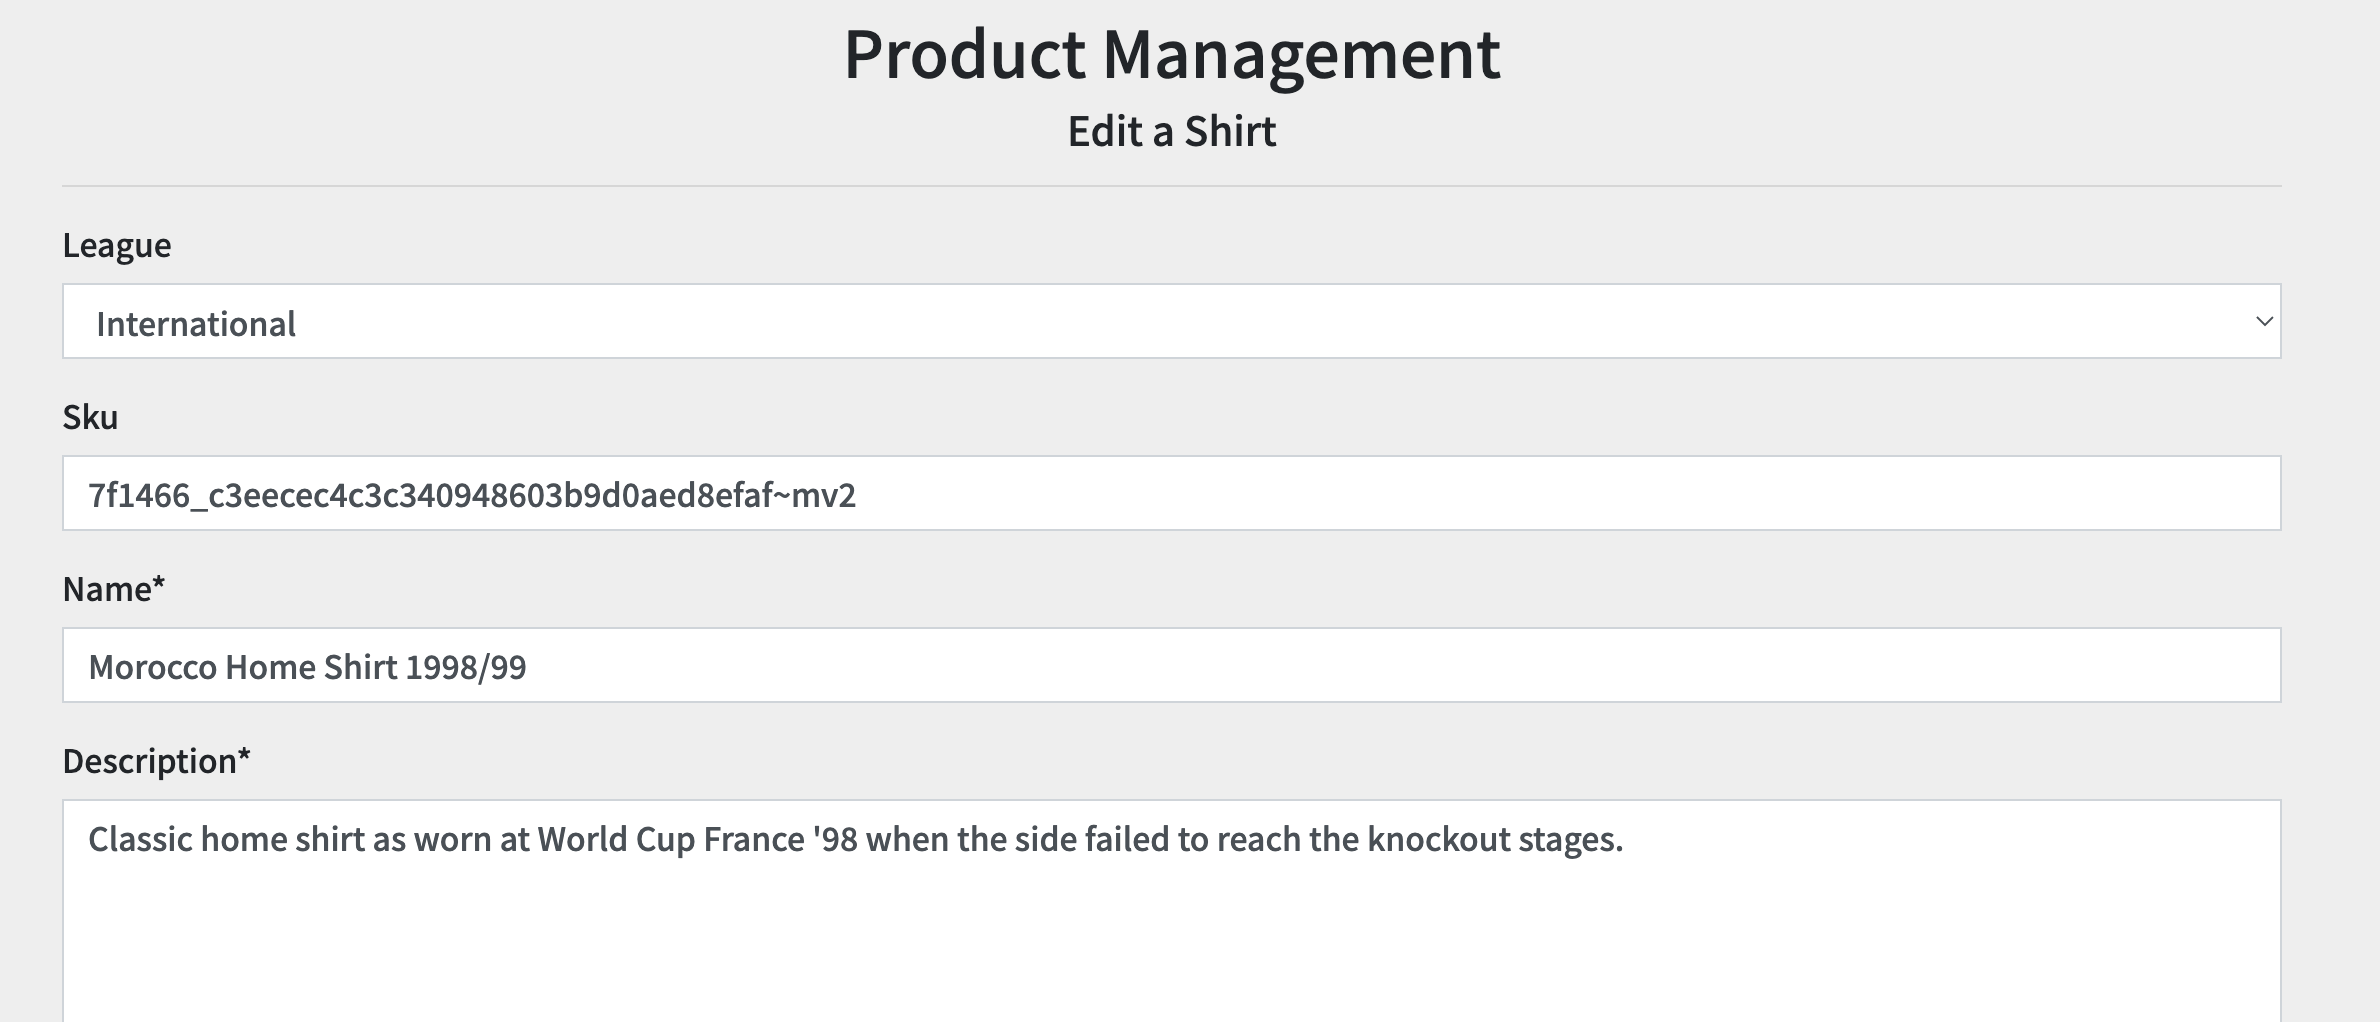 Product Management
Edit a Shirt
League
International
Sku
7f1466_c3eecec4c3c340948603b9d0aed8efaf~mv2
Name*
Morocco Home Shirt 1998/99
Description*
Classic home shirt as worn at World Cup France '98 when the side failed to reach the knockout stages.